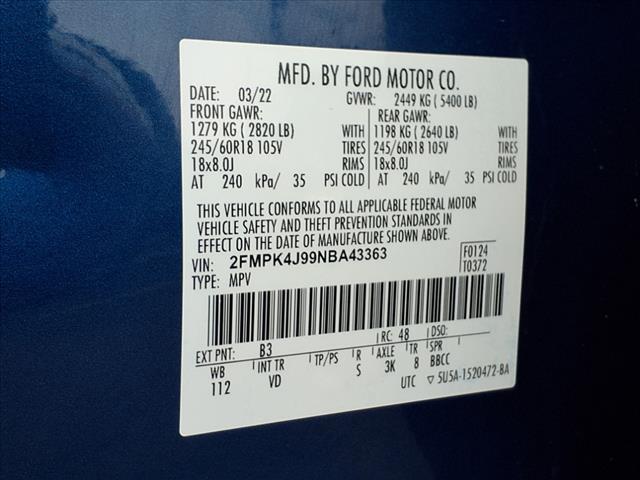 MFD. BY FORD MOTOR CO.
DATE: 03/22 GVWR: 2449 KG ( 5400 LB)
FRONT GAWR: REAR GAWR:
1279 KG ( 2820 LB) WITH 1198 KG ( 2640 LB) WITH
245/60R18 105V TIRES 245/60R18 105V TIRES
18x8.0J RIMS 18x8.0J RIMS
AT 240 kPa/ 35 PSI COLD AT 240 kPa/ 35 PSI COLD
THIS VEHICLE CONFORMS TO ALL APPLICABLE FEDERAL MOTOR
VEHICLE SAFETY AND THEFT PREVENTION STANDARDS IN
EFFECT ON THE DATE OF MANUFACTURE SHOWN ABOVE.
VIN: 2FMPK4J99NBA43363 F0124
TYPE: MPV T0372
EXT PNT: B3 RC: 48 DSO:
WB INT TR TP/PS R AXLE TR SPR
112 VD S 3K 8 BBCC
UTC ▽ 5U5A-1520472-BA